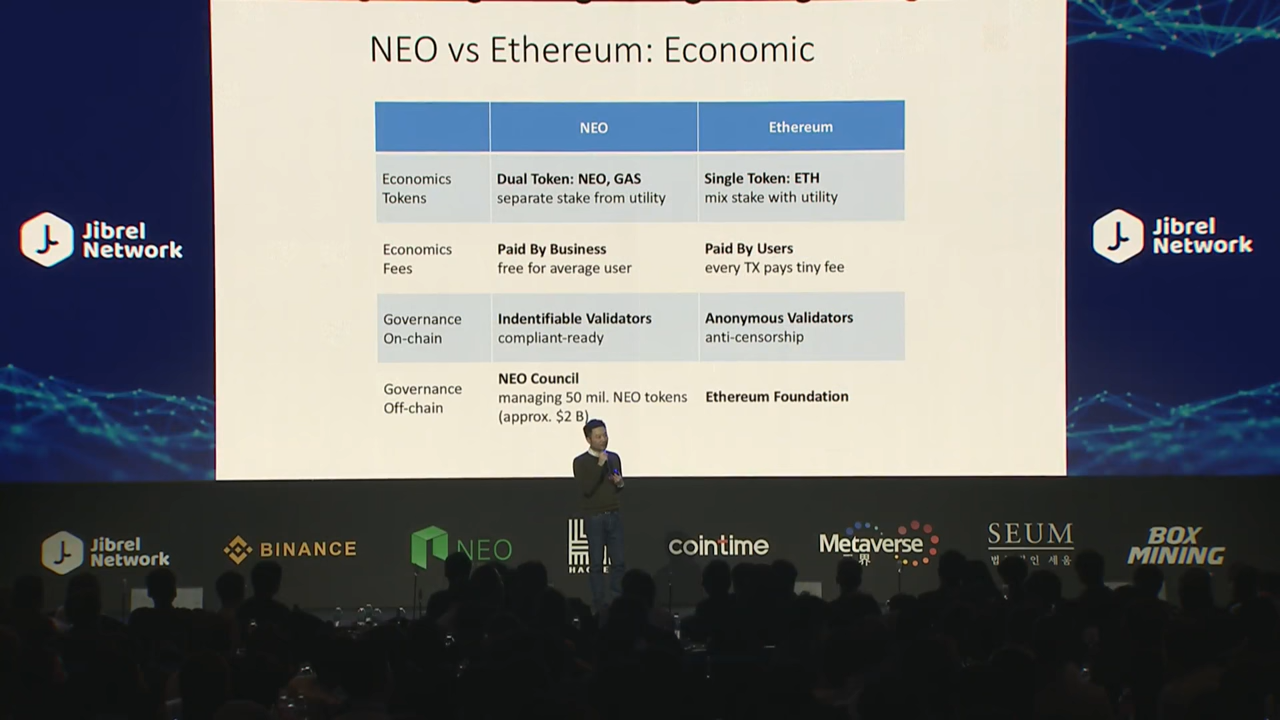 NEO vs Ethereum: Economic
NEO
Ethereum
Economics
Tokens
Dual Token: NEO, GAS
separate stake from utility
Single Token: ETH
mix stake with utility
Economics
Fees
Paid By Business
free for average user
Paid By Users
every TX pays tiny fee
Governance
On-chain
Indentifiable Validators
compliant-ready
Anonymous Validators
anti-censorship
Governance
Off-chain
NEO Council
managing 50 mil. NEO tokens
(approx. $2 B)
Ethereum Foundation
Jibrel
Network
Jibrel
Network
Jibrel
Network
BINANCE
NEO
cointime
Metaverse
界
SEUM
BOX
MINING